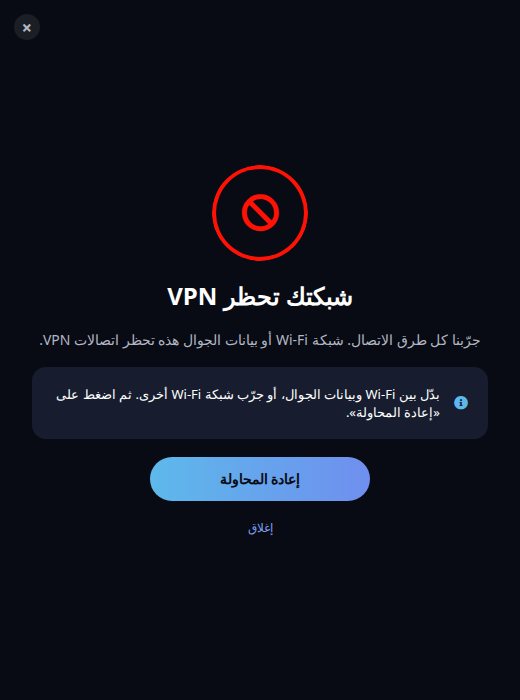 شبكتك تحظر VPN
جرّبنا كل طرق الاتصال. شبكة Wi-Fi أو بيانات الجوال هذه تحظر اتصالات VPN.
بدّل بين Wi-Fi وبيانات الجوال، أو جرّب شبكة Wi-Fi أخرى. ثم اضغط على
«إعادة المحاولة».
إعادة المحاولة
إغلاق